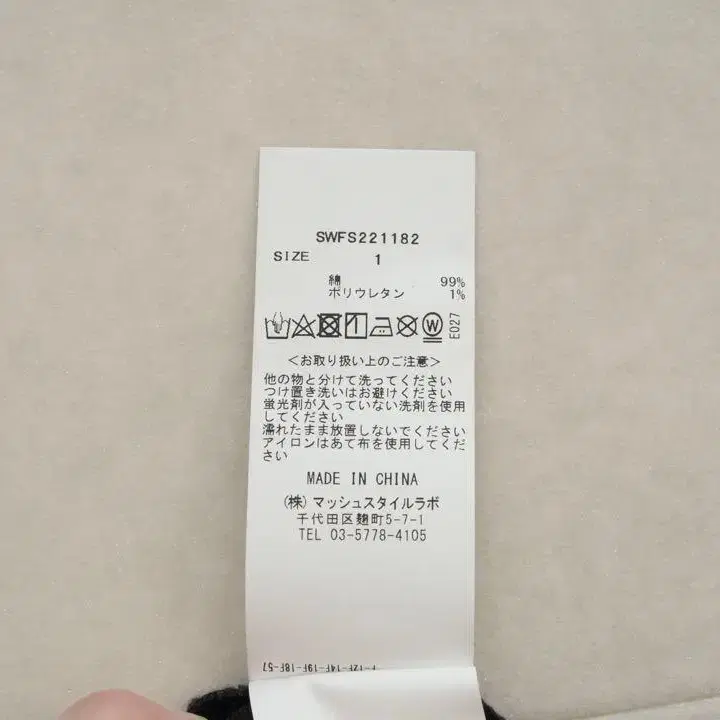 SWFS221182
SIZE 1
綿 99%
ポリウレタン 1%
W E027
＜お取り扱い上のご注意＞
他の物と分けて洗ってください
つけ置き洗いはお避けください
蛍光剤が入っていない洗剤を使用
してください
濡れたまま放置しないでください
アイロンはあて布を使用してくだ
さい
MADE IN CHINA
(株) マッシュスタイルラボ
千代田区麹町5-7-1
TEL 03-5778-4105